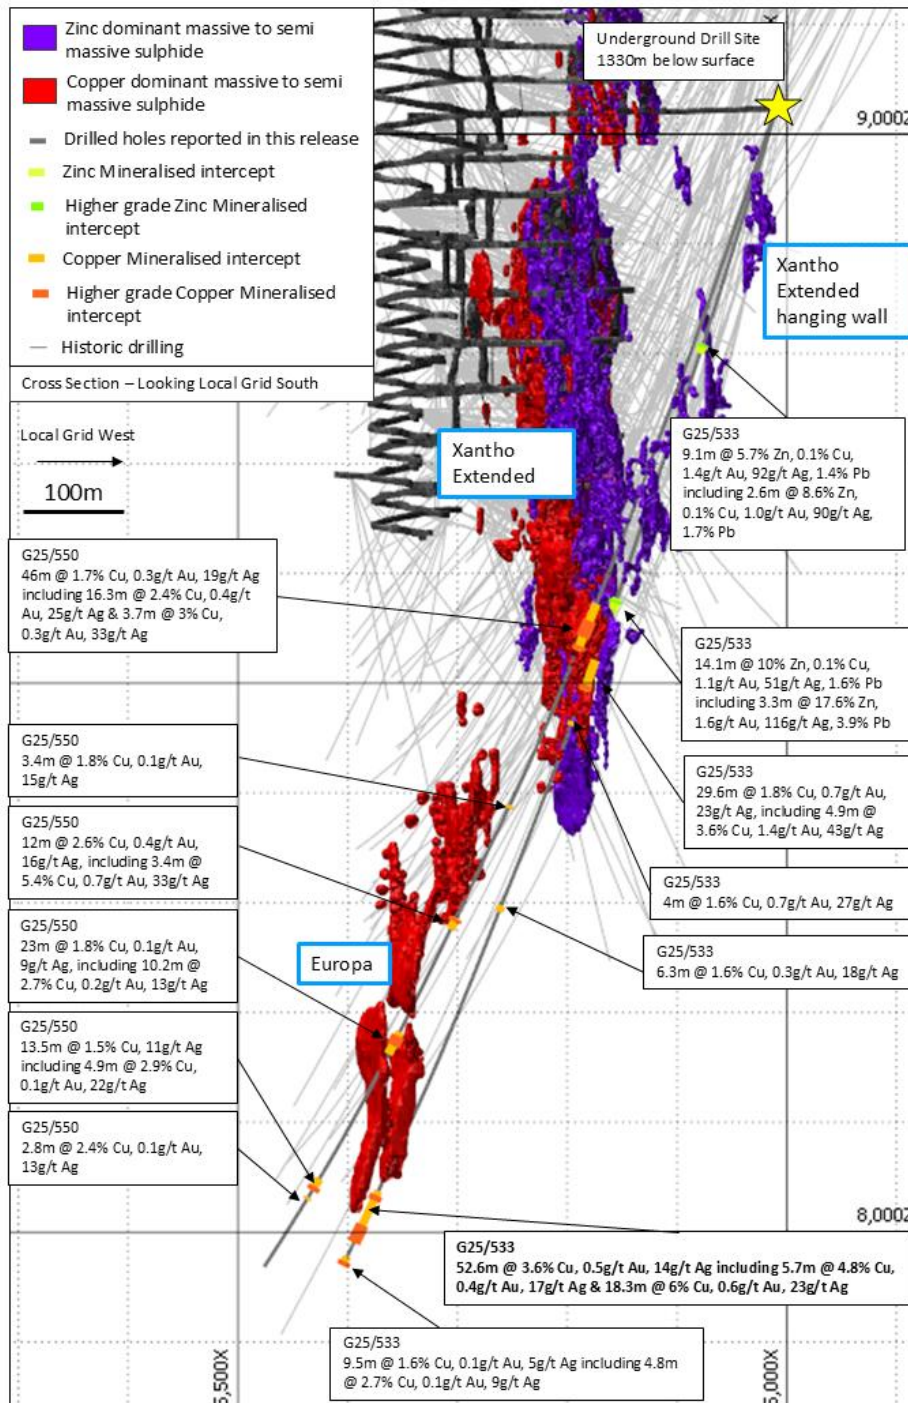 Zinc dominant massive to semi
massive sulphide
Copper dominant massive to semi
massive sulphide
Drilled holes reported in this release
Zinc Mineralised intercept
Higher grade Zinc Mineralised
intercept
Copper Mineralised intercept
Higher grade Copper Mineralised
intercept
Historic drilling
Cross Section – Looking Local Grid South
Local Grid West
100m
Underground Drill Site
1330m below surface
9,000Z
Xantho
Extended
hanging wall
Xantho
Extended
G25/533
9.1m @ 5.7% Zn, 0.1% Cu,
1.4g/t Au, 92g/t Ag, 1.4% Pb
including 2.6m @ 8.6% Zn,
0.1% Cu, 1.0g/t Au, 90g/t Ag,
1.7% Pb
G25/550
46m @ 1.7% Cu, 0.3g/t Au, 19g/t Ag
including 16.3m @ 2.4% Cu, 0.4g/t
Au, 25g/t Ag & 3.7m @ 3% Cu,
0.3g/t Au, 33g/t Ag
G25/533
14.1m @ 10% Zn, 0.1% Cu,
1.1g/t Au, 51g/t Ag, 1.6% Pb
including 3.3m @ 17.6% Zn,
1.6g/t Au, 116g/t Ag, 3.9% Pb
G25/550
3.4m @ 1.8% Cu, 0.1g/t Au,
15g/t Ag
G25/533
29.6m @ 1.8% Cu, 0.7g/t Au,
23g/t Ag, including 4.9m @
3.6% Cu, 1.4g/t Au, 43g/t Ag
G25/550
12m @ 2.6% Cu, 0.4g/t Au,
16g/t Ag, including 3.4m @
5.4% Cu, 0.7g/t Au, 33g/t Ag
G25/533
4m @ 1.6% Cu, 0.7g/t Au, 27g/t Ag
G25/550
23m @ 1.8% Cu, 0.1g/t Au,
9g/t Ag, including 10.2m @
2.7% Cu, 0.2g/t Au, 13g/t Ag
Europa
G25/533
6.3m @ 1.6% Cu, 0.3g/t Au, 18g/t Ag
G25/550
13.5m @ 1.5% Cu, 11g/t Ag
including 4.9m @ 2.9% Cu,
0.1g/t Au, 22g/t Ag
G25/550
2.8m @ 2.4% Cu, 0.1g/t Au,
13g/t Ag
8,000Z
G25/533
52.6m @ 3.6% Cu, 0.5g/t Au, 14g/t Ag including 5.7m @ 4.8% Cu,
0.4g/t Au, 17g/t Ag & 18.3m @ 6% Cu, 0.6g/t Au, 23g/t Ag
G25/533
9.5m @ 1.6% Cu, 0.1g/t Au, 5g/t Ag including 4.8m
@ 2.7% Cu, 0.1g/t Au, 9g/t Ag